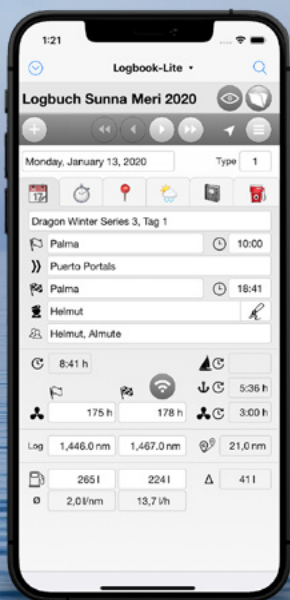 1:21
Logbook-Lite
Logbuch Sunna Meri 2020
Monday, January 13, 2020 Type 1
17
Dragon Winter Series 3, Tag 1
Palma 10:00
Puerto Portals
Palma 18:41
Helmut
Helmut, Almute
8:41 h
5:36 h
175 h 178 h 3:00 h
Log 1,446.0 nm 1,467.0 nm 21,0 nm
265 l 224 l Δ 41 l
Ø 2,0 l/nm 13,7 l/h